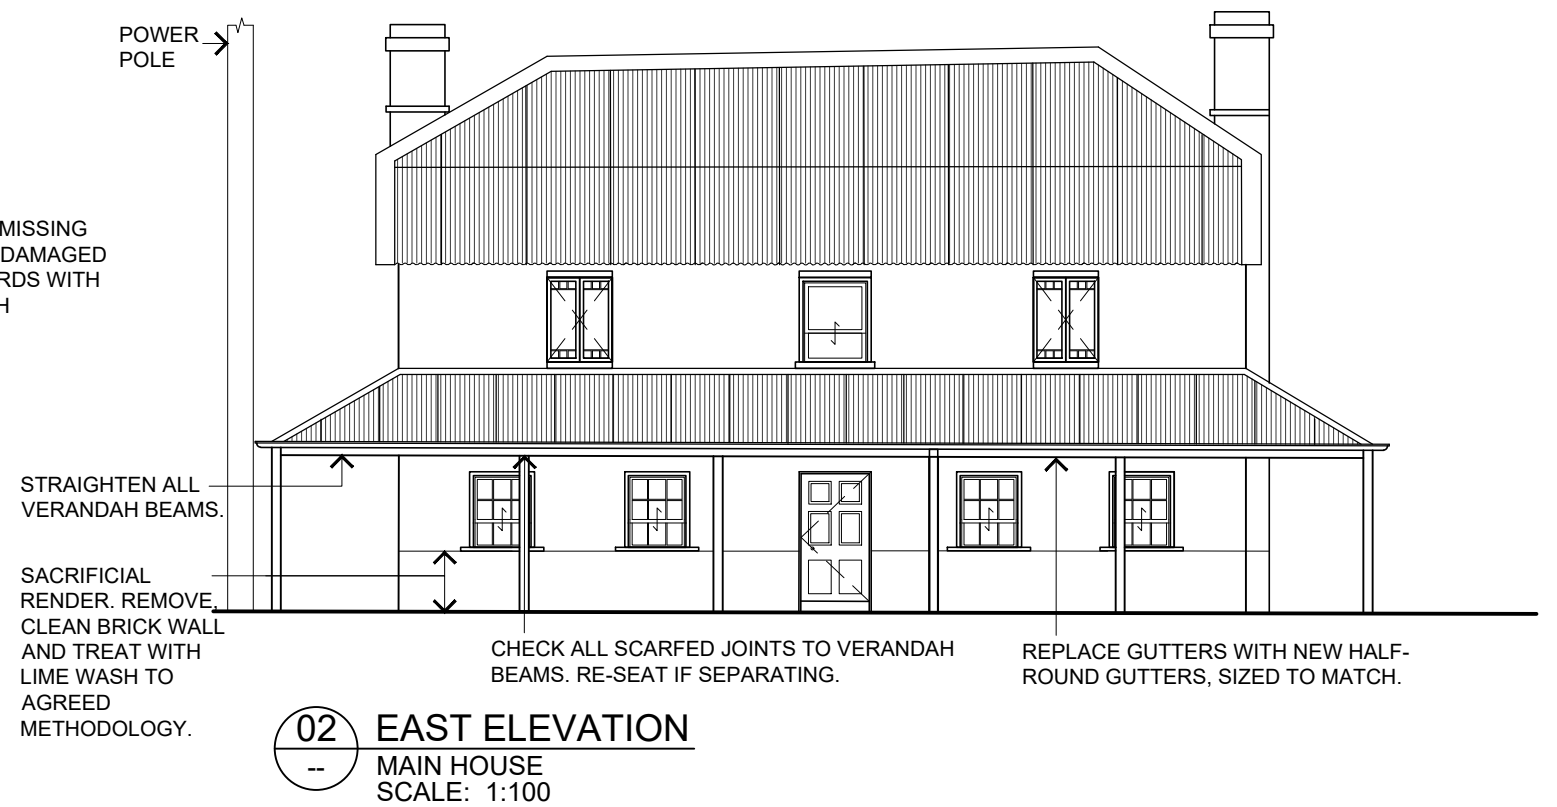 POWER
POLE
MISSING
DAMAGED
RDS WITH
H
STRAIGHTEN ALL
VERANDAH BEAMS.
SACRIFICIAL
RENDER. REMOVE,
CLEAN BRICK WALL
AND TREAT WITH
LIME WASH TO
AGREED
METHODOLOGY.
CHECK ALL SCARFED JOINTS TO VERANDAH
BEAMS. RE-SEAT IF SEPARATING.
REPLACE GUTTERS WITH NEW HALF-
ROUND GUTTERS, SIZED TO MATCH.
02 EAST ELEVATION
--
MAIN HOUSE
SCALE: 1:100